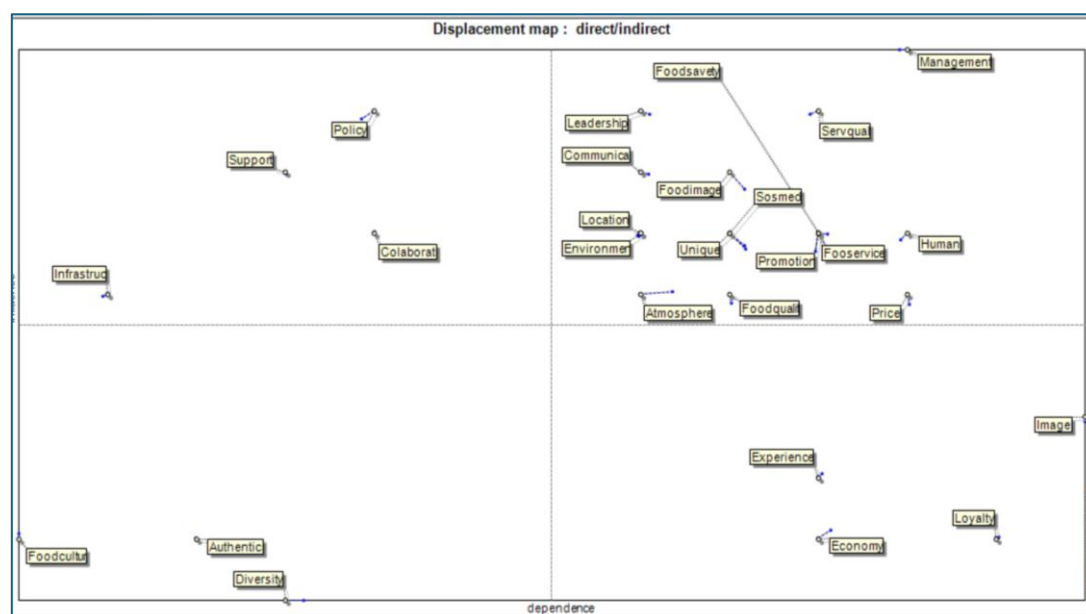 Displacement map : direct/indirect
Management
Foodsavety
Leadership
Servqual
Policy
Communica
Support
Foodimage
Sosmed
Location
Unique
Environmen
Promotion
Fooservice
Human
Colaborati
Infrastruc
Atmosphere
Foodqualit
Price
Image
Experience
Loyalty
Authentic
Economy
Foodcultur
Diversity
dependence